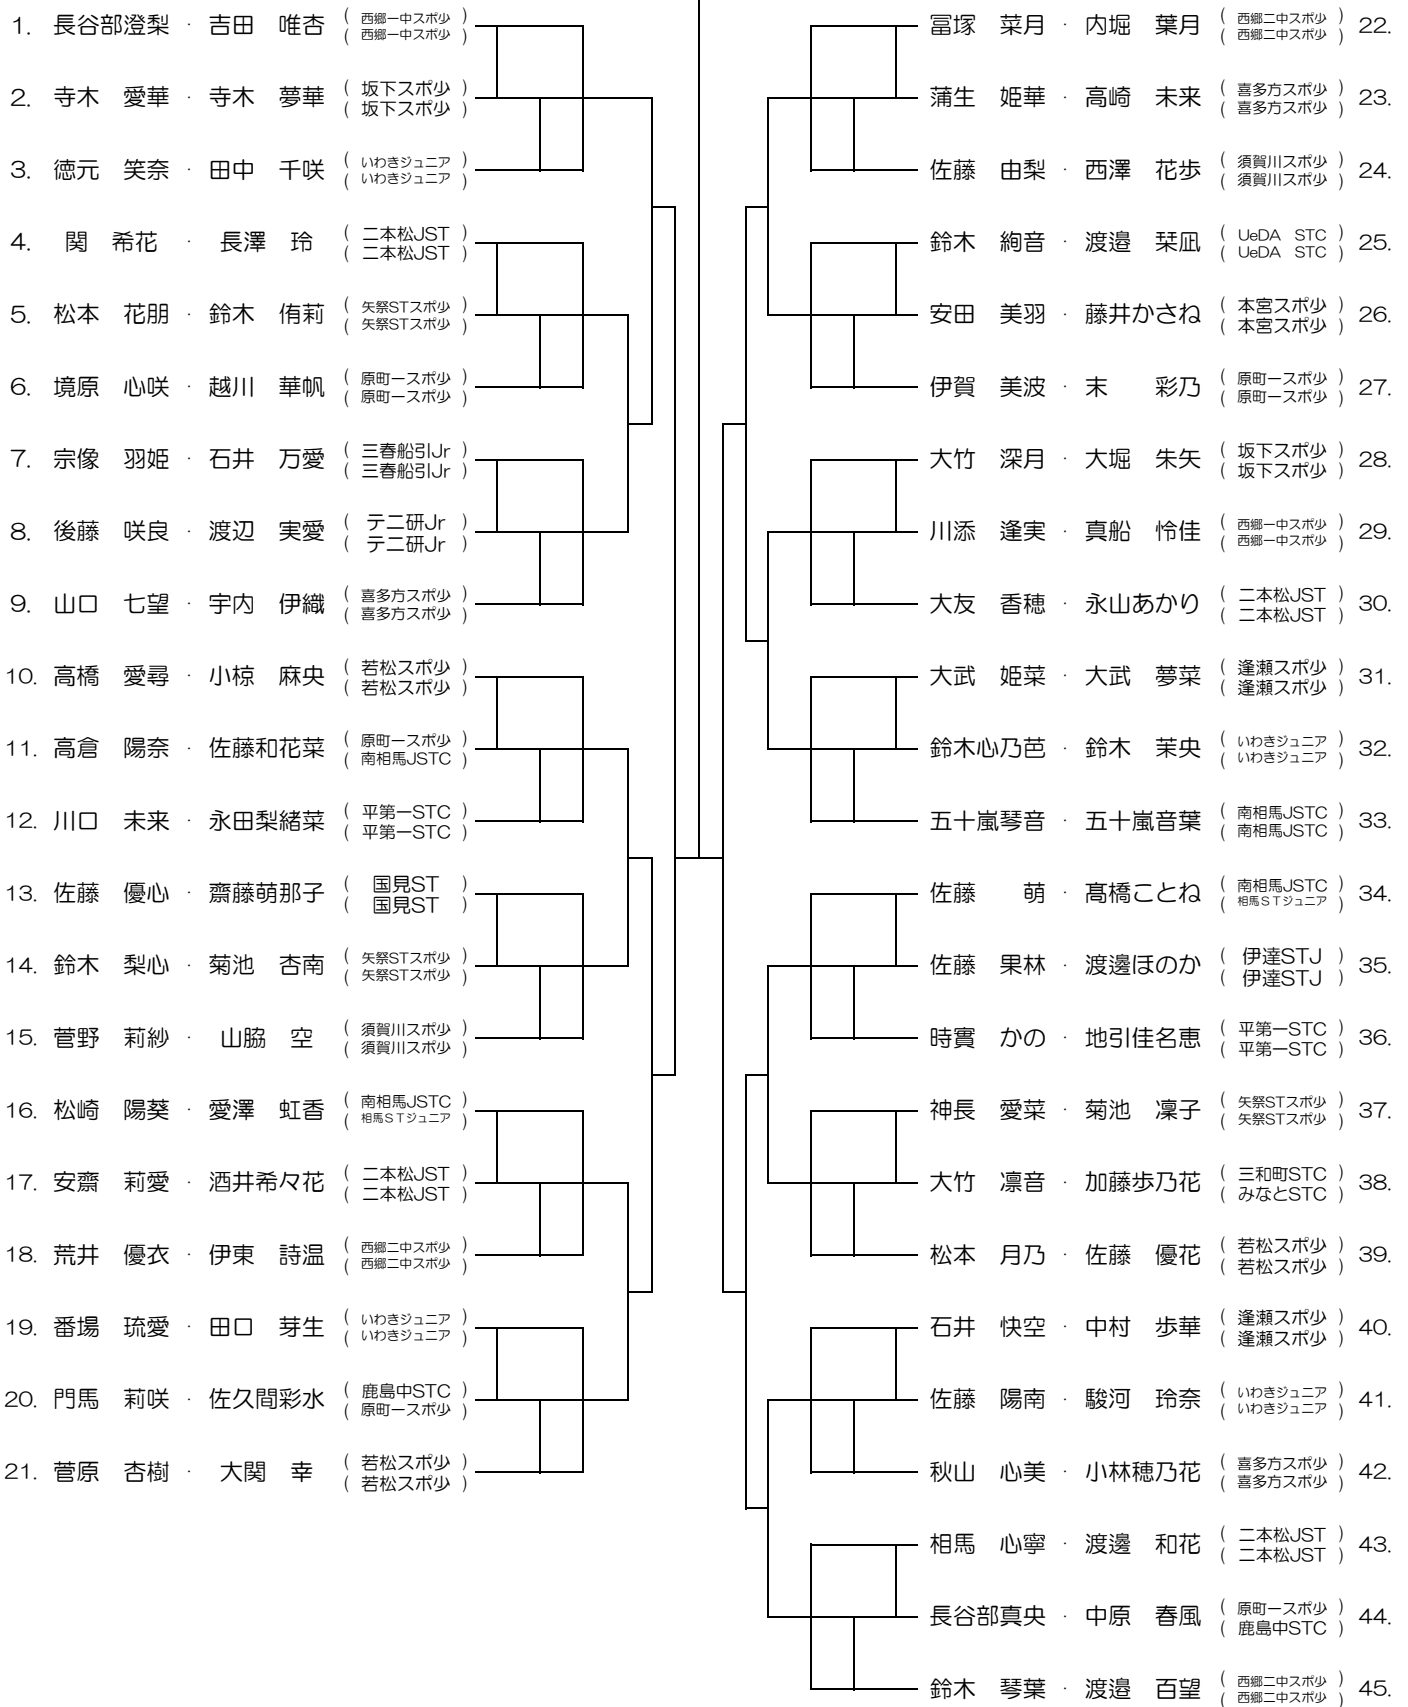 1. 長谷部澄梨 · 吉田 唯杏 ( 西郷一中スポ少 )
( 西郷一中スポ少 )
2. 寺木 愛華 · 寺木 夢華 ( 坂下スポ少 )
( 坂下スポ少 )
3. 徳元 笑奈 · 田中 千咲 ( いわきジュニア )
( いわきジュニア )
4. 関 希花 · 長澤 玲 ( 二本松JST )
( 二本松JST )
5. 松本 花朋 · 鈴木 侑莉 ( 矢祭STスポ少 )
( 矢祭STスポ少 )
6. 境原 心咲 · 越川 華帆 ( 原町一スポ少 )
( 原町一スポ少 )
7. 宗像 羽姫 · 石井 万愛 ( 三春船引Jr )
( 三春船引Jr )
8. 後藤 咲良 · 渡辺 実愛 ( テニ研Jr )
( テニ研Jr )
9. 山口 七望 · 宇内 伊織 ( 喜多方スポ少 )
( 喜多方スポ少 )
10. 高橋 愛尋 · 小椋 麻央 ( 若松スポ少 )
( 若松スポ少 )
11. 高倉 陽奈 · 佐藤和花菜 ( 原町一スポ少 )
( 南相馬JSTC )
12. 川口 未来 · 永田梨緒菜 ( 平第一STC )
( 平第一STC )
13. 佐藤 優心 · 齋藤萌那子 ( 国見ST )
( 国見ST )
14. 鈴木 梨心 · 菊池 杏南 ( 矢祭STスポ少 )
( 矢祭STスポ少 )
15. 菅野 莉紗 · 山脇 空 ( 須賀川スポ少 )
( 須賀川スポ少 )
16. 松崎 陽葵 · 愛澤 虹香 ( 南相馬JSTC )
( 相馬STジュニア )
17. 安齋 莉愛 · 酒井希々花 ( 二本松JST )
( 二本松JST )
18. 荒井 優衣 · 伊東 詩温 ( 西郷二中スポ少 )
( 西郷二中スポ少 )
19. 番場 琉愛 · 田口 芽生 ( いわきジュニア )
( いわきジュニア )
20. 門馬 莉咲 · 佐久間彩水 ( 鹿島中STC )
( 原町一スポ少 )
21. 菅原 杏樹 · 大関 幸 ( 若松スポ少 )
( 若松スポ少 )
冨塚 菜月 · 内堀 葉月 ( 西郷二中スポ少 ) 22.
( 西郷二中スポ少 )
蒲生 姫華 · 高崎 未来 ( 喜多方スポ少 ) 23.
( 喜多方スポ少 )
佐藤 由梨 · 西澤 花歩 ( 須賀川スポ少 ) 24.
( 須賀川スポ少 )
鈴木 絢音 · 渡邉 栞凪 ( UeDA STC ) 25.
( UeDA STC )
安田 美羽 · 藤井かさね ( 本宮スポ少 ) 26.
( 本宮スポ少 )
伊賀 美波 · 末 彩乃 ( 原町一スポ少 ) 27.
( 原町一スポ少 )
大竹 深月 · 大堀 朱矢 ( 坂下スポ少 ) 28.
( 坂下スポ少 )
川添 逢実 · 真船 怜佳 ( 西郷一中スポ少 ) 29.
( 西郷一中スポ少 )
大友 香穂 · 永山あかり ( 二本松JST ) 30.
( 二本松JST )
大武 姫菜 · 大武 夢菜 ( 逢瀬スポ少 ) 31.
( 逢瀬スポ少 )
鈴木心乃芭 · 鈴木 茉央 ( いわきジュニア ) 32.
( いわきジュニア )
五十嵐琴音 · 五十嵐音葉 ( 南相馬JSTC ) 33.
( 南相馬JSTC )
佐藤 萌 · 髙橋ことね ( 南相馬JSTC ) 34.
( 相馬STジュニア )
佐藤 果林 · 渡邊ほのか ( 伊達STJ ) 35.
( 伊達STJ )
時實 かの · 地引佳名恵 ( 平第一STC ) 36.
( 平第一STC )
神長 愛菜 · 菊池 凜子 ( 矢祭STスポ少 ) 37.
( 矢祭STスポ少 )
大竹 凛音 · 加藤歩乃花 ( 三和町STC ) 38.
( みなとSTC )
松本 月乃 · 佐藤 優花 ( 若松スポ少 ) 39.
( 若松スポ少 )
石井 快空 · 中村 歩華 ( 逢瀬スポ少 ) 40.
( 逢瀬スポ少 )
佐藤 陽南 · 駿河 玲奈 ( いわきジュニア ) 41.
( いわきジュニア )
秋山 心美 · 小林穂乃花 ( 喜多方スポ少 ) 42.
( 喜多方スポ少 )
相馬 心寧 · 渡邊 和花 ( 二本松JST ) 43.
( 二本松JST )
長谷部真央 · 中原 春風 ( 原町一スポ少 ) 44.
( 鹿島中STC )
鈴木 琴葉 · 渡邉 百望 ( 西郷二中スポ少 ) 45.
( 西郷二中スポ少 )